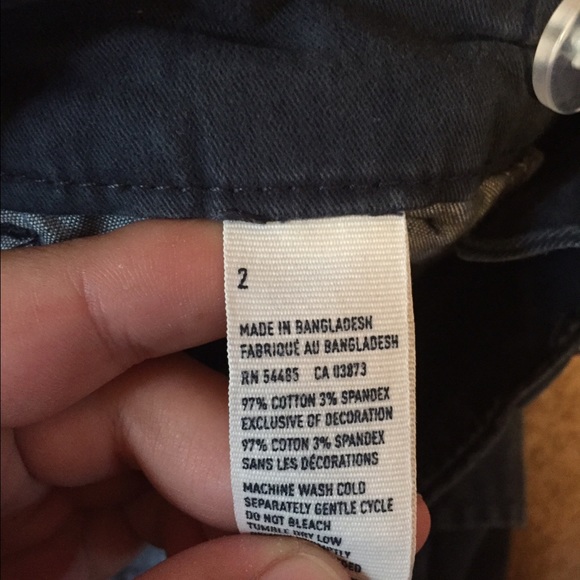 2
MADE IN BANGLADESH
FABRIQUÉ AU BANGLADESH
RN 54485 CA 03873
97% COTTON 3% SPANDEX
EXCLUSIVE OF DECORATION
97% COTON 3% SPANDEX
SANS LES DÉCORATIONS
MACHINE WASH COLD
SEPARATELY GENTLE CYCLE
DO NOT BLEACH
TUMBLE DRY LOW